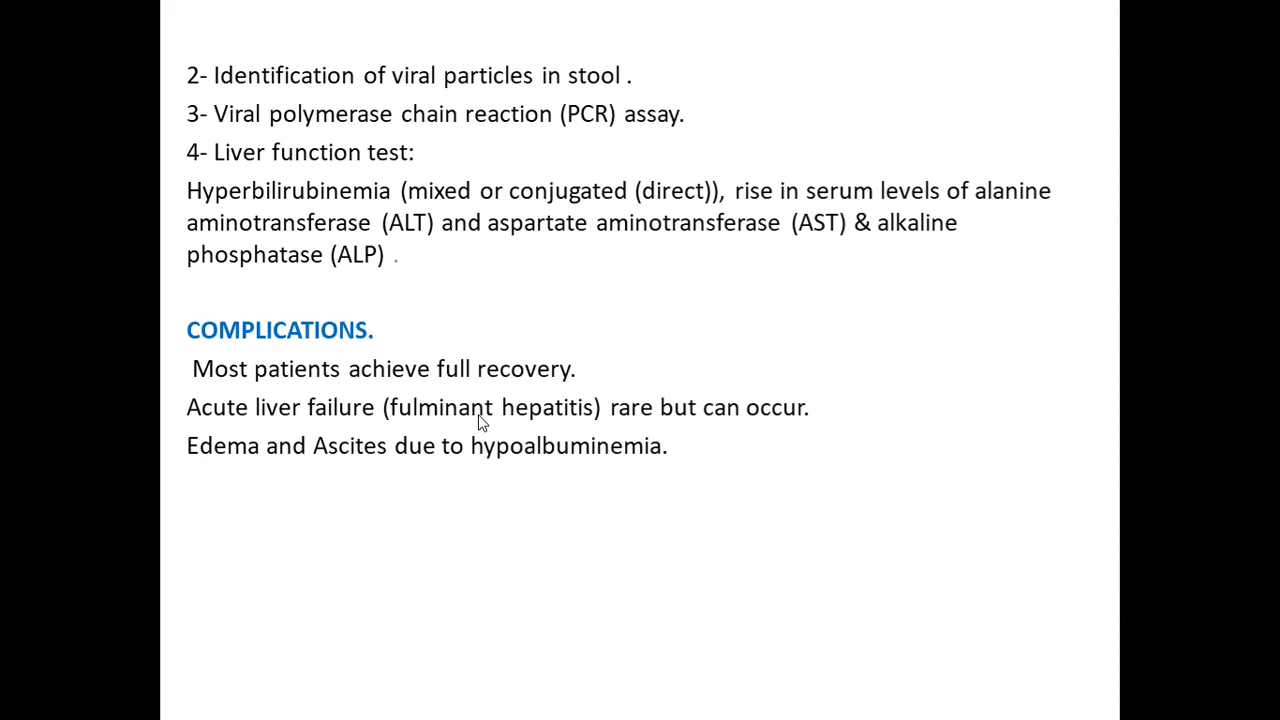 2- Identification of viral particles in stool .
3- Viral polymerase chain reaction (PCR) assay.
4- Liver function test:
Hyperbilirubinemia (mixed or conjugated (direct)), rise in serum levels of alanine
aminotransferase (ALT) and aspartate aminotransferase (AST) & alkaline
phosphatase (ALP) .
COMPLICATIONS.
Most patients achieve full recovery.
Acute liver failure (fulminant hepatitis) rare but can occur.
Edema and Ascites due to hypoalbuminemia.